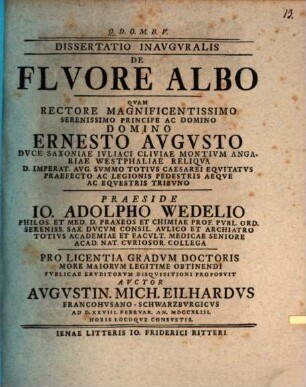 13.
Q. D. O. M. B. V.
DISSERTATIO INAVGVRALIS
DE
FLVORE ALBO
QVAM
RECTORE MAGNIFICENTISSIMO
SERENISSIMO PRINCIPE AC DOMINO
DOMINO
ERNESTO AVGVSTO
DVCE SAXONIAE IVLIACI CLIVIAE MONTIVM ANGA-
RIAE WESTPHALIAE RELIQVA
D. IMPERAT. AVG. SVMMO TOTIVS CAESAREI EQVITATVS
PRAEFECTO AC LEGIONIS PEDESTRIS AEQVE
AC EQVESTRIS TRIBVNO
PRAESIDE
IO. ADOLPHO WEDELIO
PHILOS. ET MED. D. PRAXEOS ET CHIMIAE PROF. PVBL. ORD.
SERENISS. SAX. DVCVM CONSIL. AVLICO ET ARCHIATRO
TOTIVS ACADEMIAE ET FACVLT. MEDICAE SENIORE
ACAD. NAT. CVRIOSOR. COLLEGA
PRO LICENTIA GRADVM DOCTORIS
MORE MAIORVM LEGITIME OBTINENDI
PVBLICAE ERVDITORVM DISQVISITIONI PROPOSVIT
AVCTOR
AVGVSTIN. MICH. EILHARDVS
FRANCOHVSANO-SCHWARZBVRGICVS
AD D. XXVIII. FEBRVAR. AN. MDCCXLIII.
HORIS LOCOQVE CONSVETIS.
IENAE LITTERIS IO. FRIDERICI RITTERI.